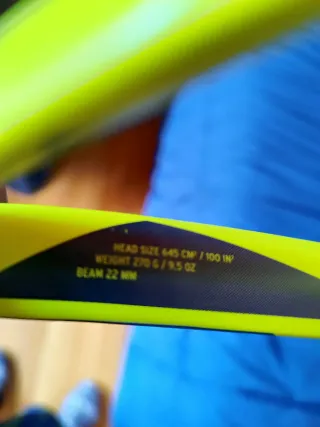 HEAD SIZE 645 CM² / 100 IN²
WEIGHT 270 G / 9.5 OZ
BEAM 22 MM